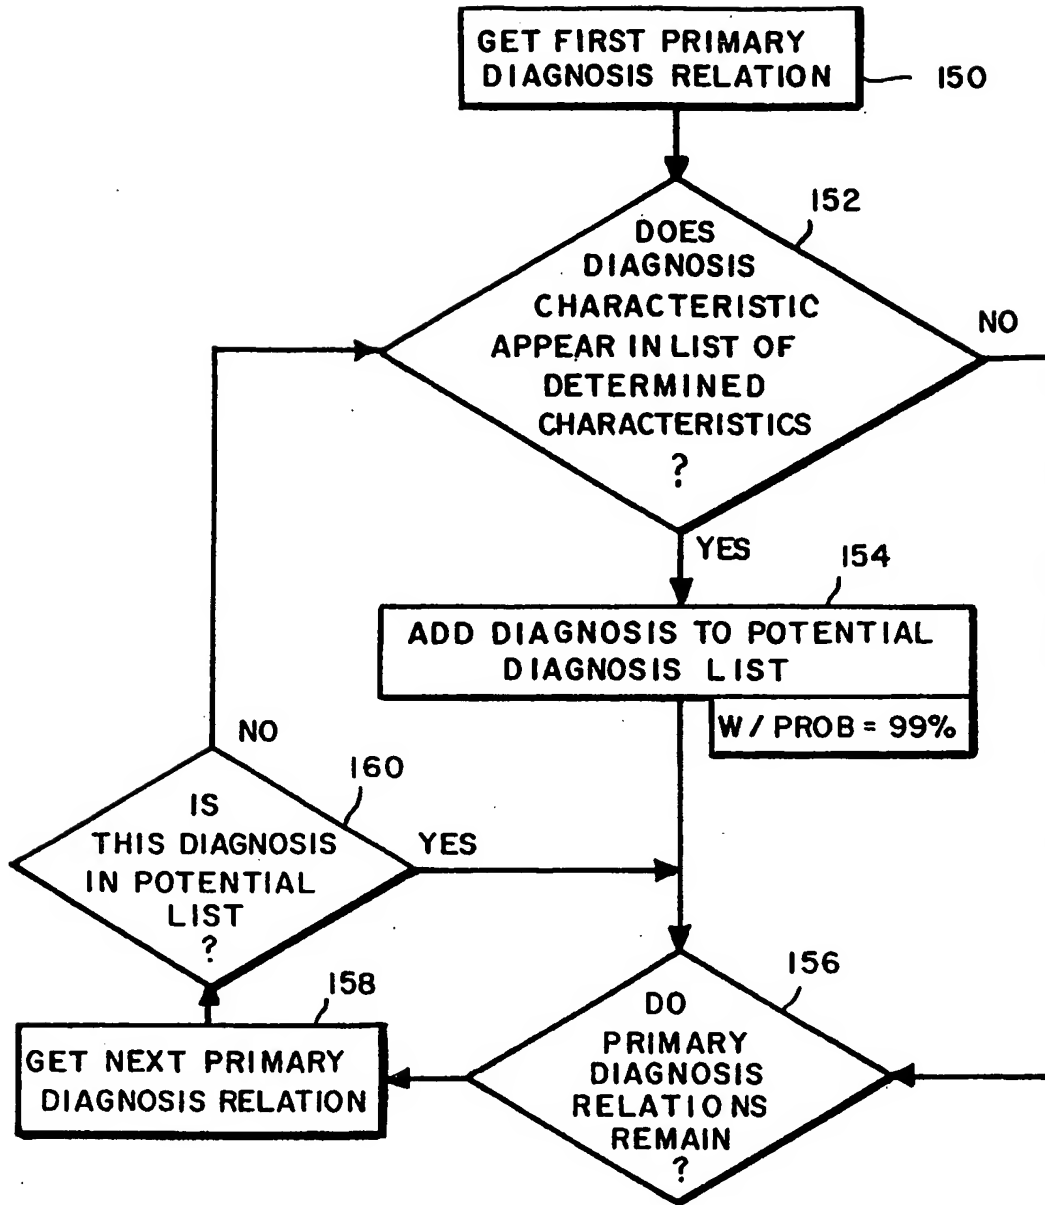 GET FIRST PRIMARY
DIAGNOSIS RELATION
150
152
DOES
DIAGNOSIS
CHARACTERISTIC
APPEAR IN LIST OF
DETERMINED
CHARACTERISTICS
?
NO
YES
154
ADD DIAGNOSIS TO POTENTIAL
DIAGNOSIS LIST
W/ PROB = 99%
NO
160
IS
THIS DIAGNOSIS
IN POTENTIAL
LIST
?
YES
158
GET NEXT PRIMARY
DIAGNOSIS RELATION
156
DO
PRIMARY
DIAGNOSIS
RELATIONS
REMAIN
?